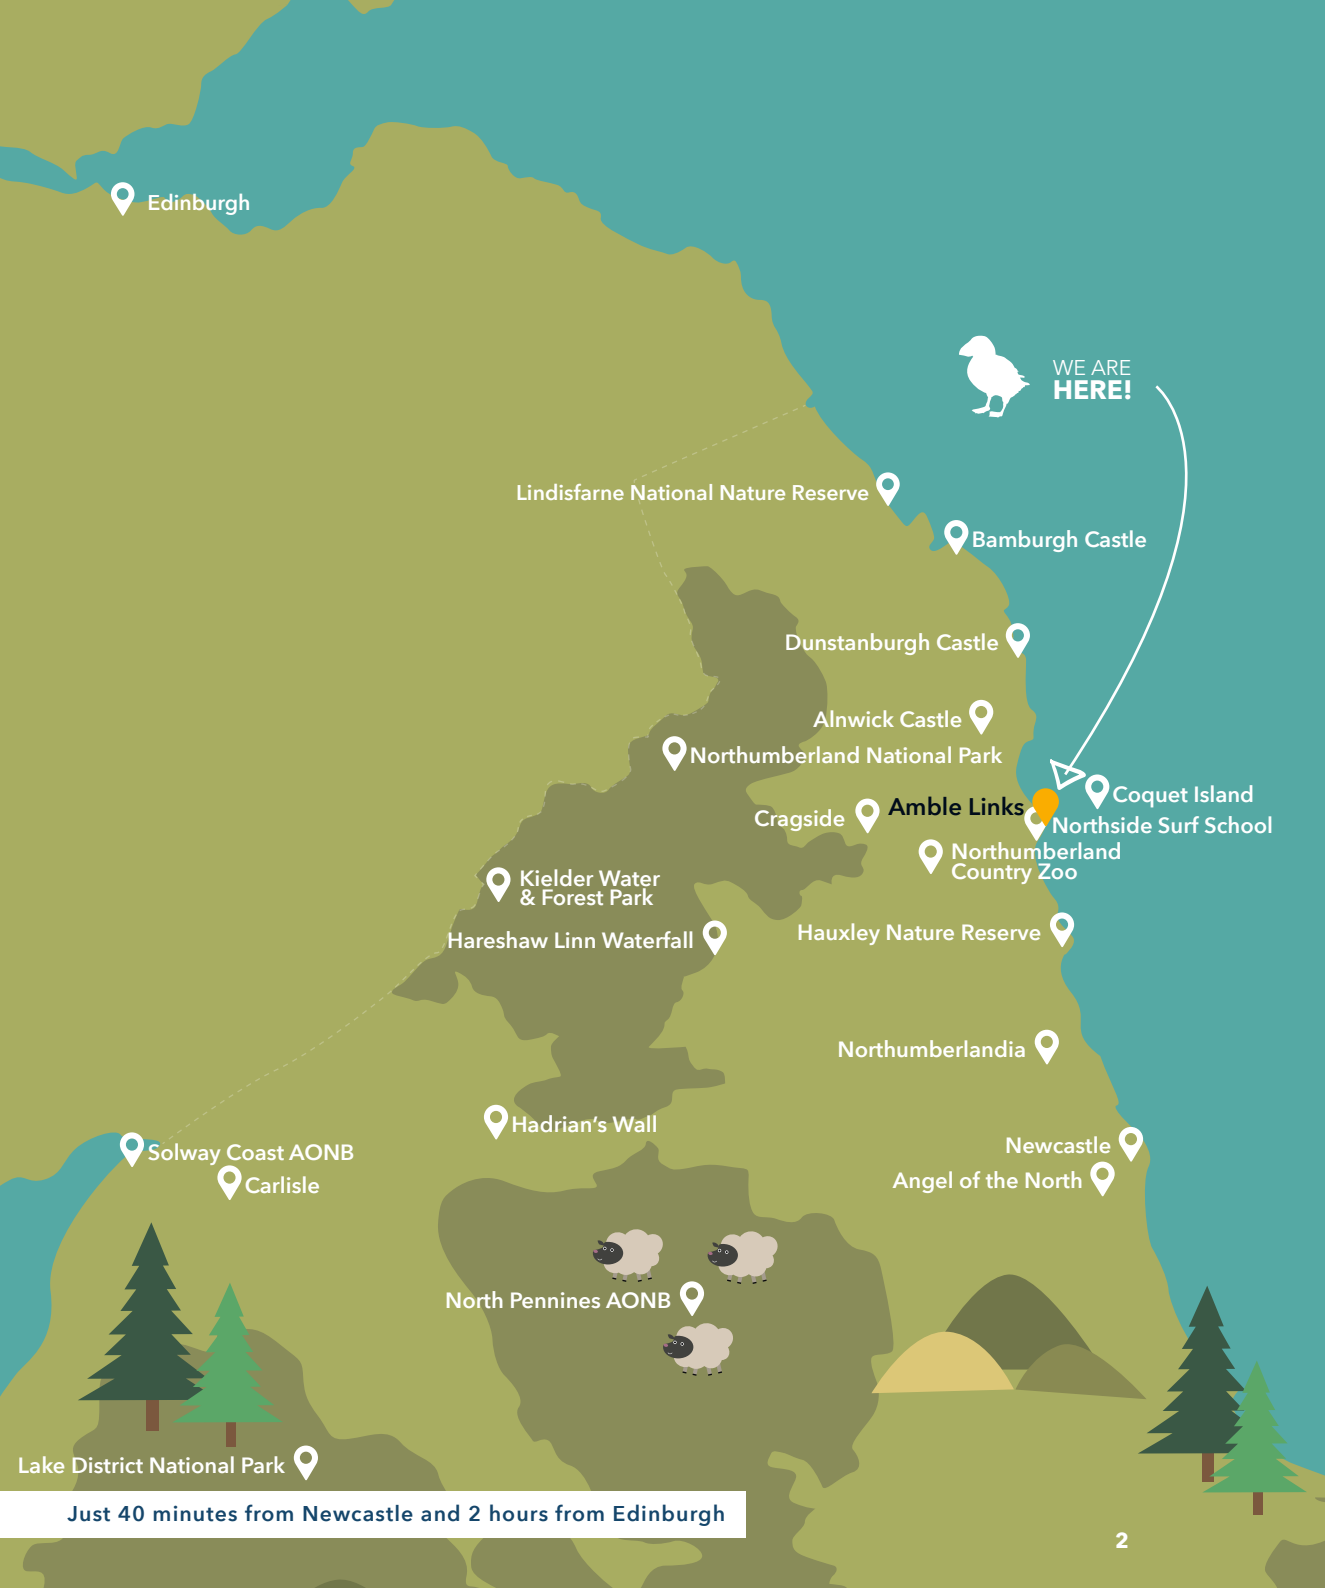 Edinburgh
WE ARE
HERE!
Lindisfarne National Nature Reserve
Bamburgh Castle
Dunstanburgh Castle
Alnwick Castle
Northumberland National Park
Coquet Island
Amble Links
Cragside
Northside Surf School
Northumberland
Country Zoo
Kielder Water
& Forest Park
Hauxley Nature Reserve
Hareshaw Linn Waterfall
Northumberlandia
Hadrian’s Wall
Newcastle
Solway Coast AONB
Angel of the North
Carlisle
North Pennines AONB
Lake District National Park
Just 40 minutes from Newcastle and 2 hours from Edinburgh
2